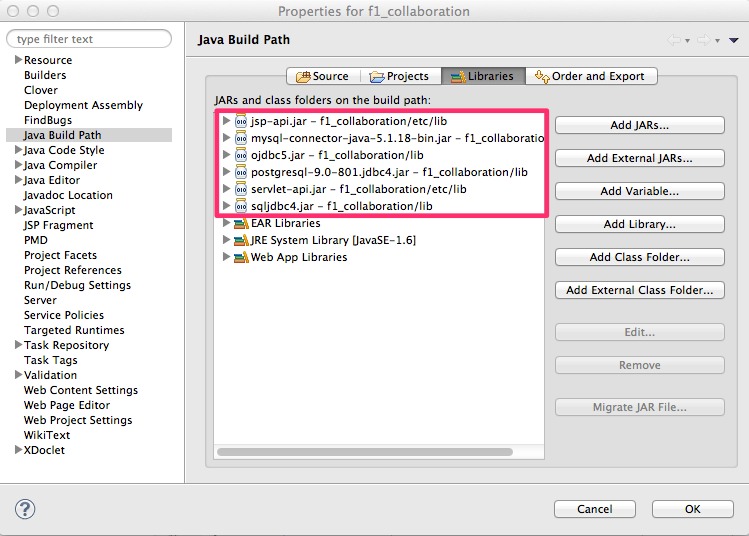 Properties for f1_collaboration
type filter text
Resource
Builders
Clover
Deployment Assembly
FindBugs
Java Build Path
Java Code Style
Java Compiler
Java Editor
Javadoc Location
JavaScript
JSP Fragment
PMD
Project Facets
Project References
Run/Debug Settings
Server
Service Policies
Targeted Runtimes
Task Repository
Task Tags
Validation
Web Content Settings
Web Page Editor
Web Project Settings
WikiText
XDoclet
Java Build Path
Source Projects Libraries Order and Export
JARs and class folders on the build path:
jsp-api.jar - f1_collaboration/etc/lib
mysql-connector-java-5.1.18-bin.jar - f1_collaboratio
ojdbc5.jar - f1_collaboration/lib
postgresql-9.0-801.jdbc4.jar - f1_collaboration/lib
servlet-api.jar - f1_collaboration/etc/lib
sqljdbc4.jar - f1_collaboration/lib
EAR Libraries
JRE System Library [JavaSE-1.6]
Web App Libraries
Add JARs...
Add External JARs...
Add Variable...
Add Library...
Add Class Folder...
Add External Class Folder...
Edit...
Remove
Migrate JAR File...
?
Cancel OK